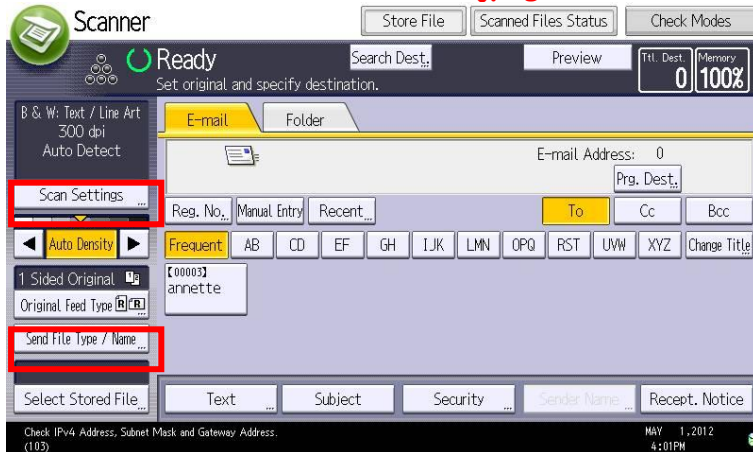 Scanner
Store File
Scanned Files Status
Check Modes
Ready
Search Dest.
Preview
Ttl. Dest.
0
Memory
100%
Set original and specify destination.
B & W: Text / Line Art
300 dpi
Auto Detect
E-mail
Folder
E-mail Address: 0
Prg. Dest.
Scan Settings
Reg. No.
Manual Entry
Recent
To
Cc
Bcc
Auto Density
Frequent
AB
CD
EF
GH
IJK
LMN
OPQ
RST
UVW
XYZ
Change Title
1 Sided Original
【00003】
annette
Original Feed Type
R
R
Send File Type / Name
Select Stored File
Text
Subject
Security
Sender Name
Recept. Notice
Check IPv4 Address, Subnet Mask and Gateway Address.
(103)
MAY 1,2012
4:01PM